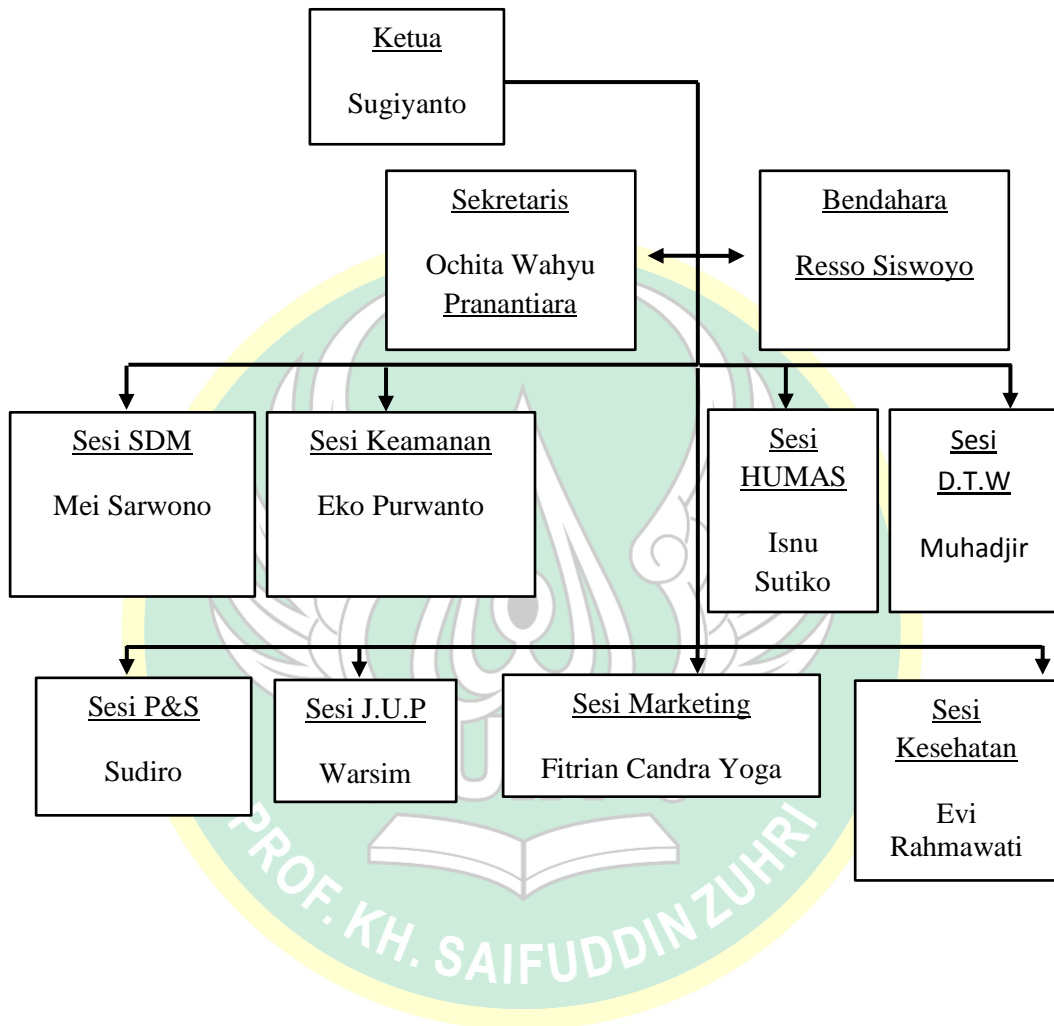 Ketua
Sugiyanto
Sekretaris
Ochita Wahyu
Pranantiara
Bendahara
Resso Siswoyo
Sesi SDM
Mei Sarwono
Sesi Keamanan
Eko Purwanto
Sesi
HUMAS
Isnu
Sutiko
Sesi
D.T.W
Muhadjir
Sesi P&S
Sudiro
Sesi J.U.P
Warsim
Sesi Marketing
Fitrian Candra Yoga
Sesi
Kesehatan
Evi
Rahmawati
PROF. KH. SAIFUDDIN ZUHRI